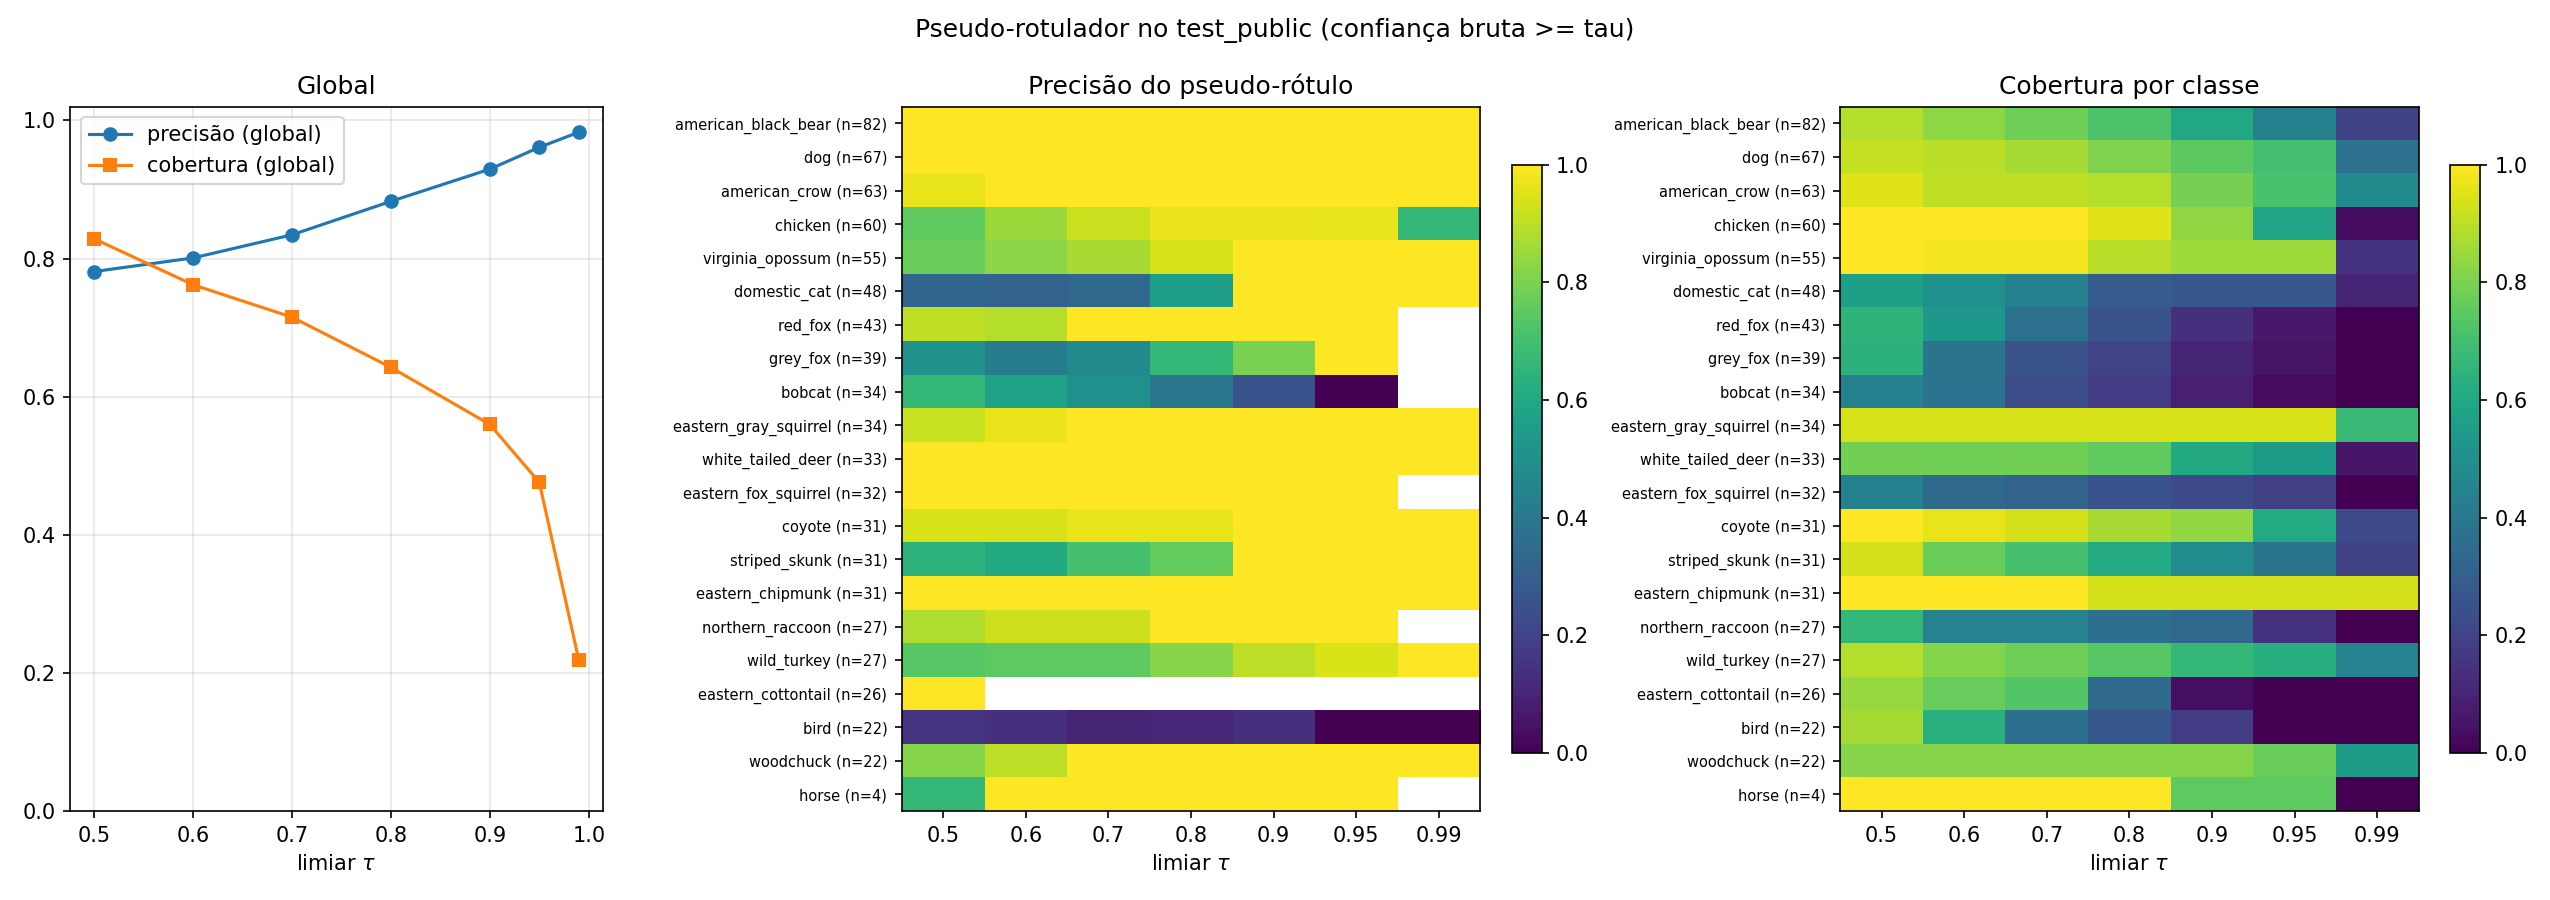 Pseudo-rotulador no test_public (confiança bruta >= tau)
Global
1.0
0.8
0.6
0.4
0.2
0.0
precisão (global)
cobertura (global)
0.5 0.6 0.7 0.8 0.9 1.0
limiar τ
Precisão do pseudo-rótulo
american_black_bear (n=82)
dog (n=67)
american_crow (n=63)
chicken (n=60)
virginia_opossum (n=55)
domestic_cat (n=48)
red_fox (n=43)
grey_fox (n=39)
bobcat (n=34)
eastern_gray_squirrel (n=34)
white_tailed_deer (n=33)
eastern_fox_squirrel (n=32)
coyote (n=31)
striped_skunk (n=31)
eastern_chipmunk (n=31)
northern_raccoon (n=27)
wild_turkey (n=27)
eastern_cottontail (n=26)
bird (n=22)
woodchuck (n=22)
horse (n=4)
0.5 0.6 0.7 0.8 0.9 0.95 0.99
limiar τ
1.0
0.8
0.6
0.4
0.2
0.0
Cobertura por classe
american_black_bear (n=82)
dog (n=67)
american_crow (n=63)
chicken (n=60)
virginia_opossum (n=55)
domestic_cat (n=48)
red_fox (n=43)
grey_fox (n=39)
bobcat (n=34)
eastern_gray_squirrel (n=34)
white_tailed_deer (n=33)
eastern_fox_squirrel (n=32)
coyote (n=31)
striped_skunk (n=31)
eastern_chipmunk (n=31)
northern_raccoon (n=27)
wild_turkey (n=27)
eastern_cottontail (n=26)
bird (n=22)
woodchuck (n=22)
horse (n=4)
0.5 0.6 0.7 0.8 0.9 0.95 0.99
limiar τ
1.0
0.8
0.6
0.4
0.2
0.0